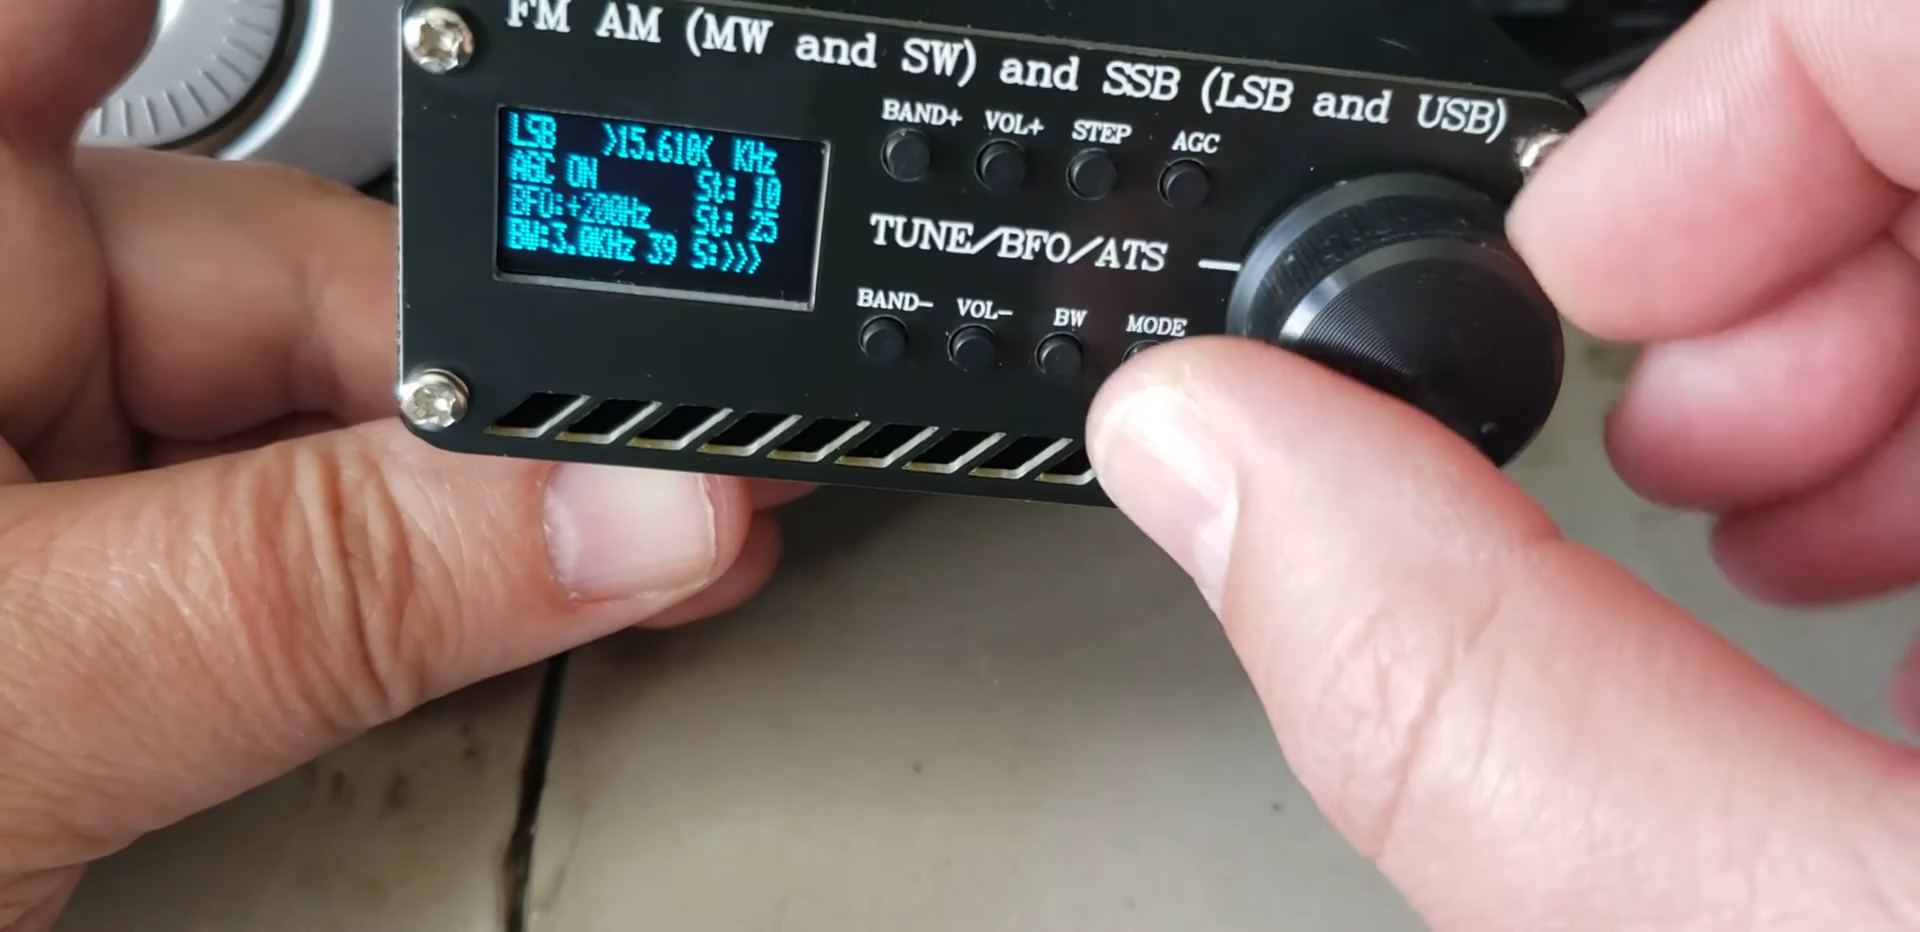 FM AM (MW and SW) and SSB (LSB and USB)
BAND+ VOL+ STEP AGC
LSB >15.610< KHz
AGC ON St: 10
BFO:+200Hz St: 25
BW:3.0KHz 39 S:>>>
TUNE/BFO/ATS
BAND- VOL- BW MODE